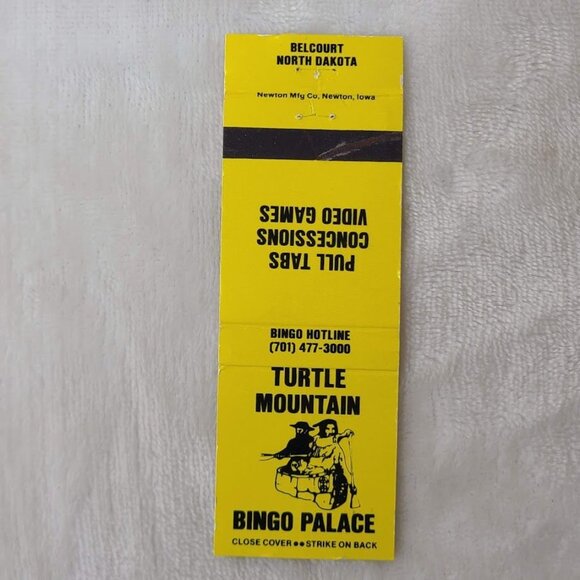 BELCOURT
NORTH DAKOTA
Newton Mfg Co, Newton, Iowa
PULL TABS
CONCESSIONS
VIDEO GAMES
BINGO HOTLINE
(701) 477-3000
TURTLE
MOUNTAIN
BINGO PALACE
CLOSE COVER ●● STRIKE ON BACK